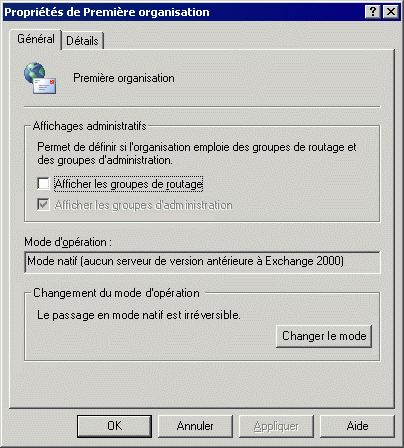 Propriétés de Première organisation
Général
Détails
Première organisation
Affichages administratifs
Permet de définir si l'organisation emploie des groupes de routage et
des groupes d'administration.
Afficher les groupes de routage
Afficher les groupes d'administration
Mode d'opération :
Mode natif (aucun serveur de version antérieure à Exchange 2000)
Changement du mode d'opération
Le passage en mode natif est irréversible.
Changer le mode
OK
Annuler
Appliquer
Aide